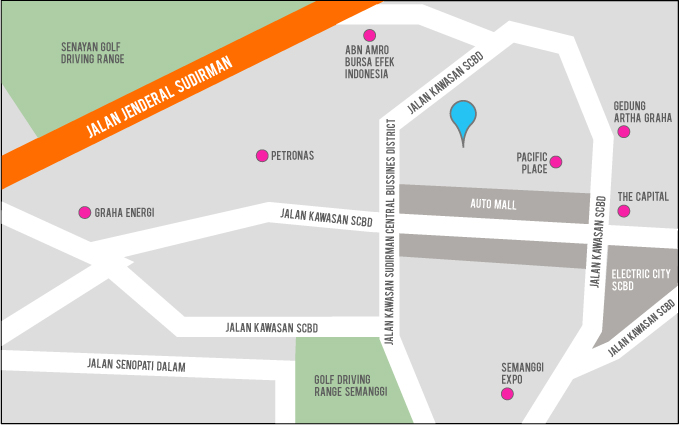 SENAYAN GOLF
DRIVING RANGE
JALAN JENDERAL SUDIRMAN
ABN AMRO
BURSA EFEK
INDONESIA
JALAN KAWASAN SCBD
GEDUNG
ARTHA GRAHA
PETRONAS
PACIFIC
PLACE
GRAHA ENERGI
JALAN KAWASAN SCBD
JALAN KAWASAN SUDIRMAN CENTRAL BUSSINES DISTRICT
AUTO MALL
THE CAPITAL
JALAN KAWASAN SCBD
ELECTRIC CITY
SCBD
JALAN KAWASAN SCBD
JALAN KAWASAN SCBD
JALAN SENOPATI DALAM
GOLF DRIVING
RANGE SEMANGGI
SEMANGGI
EXPO